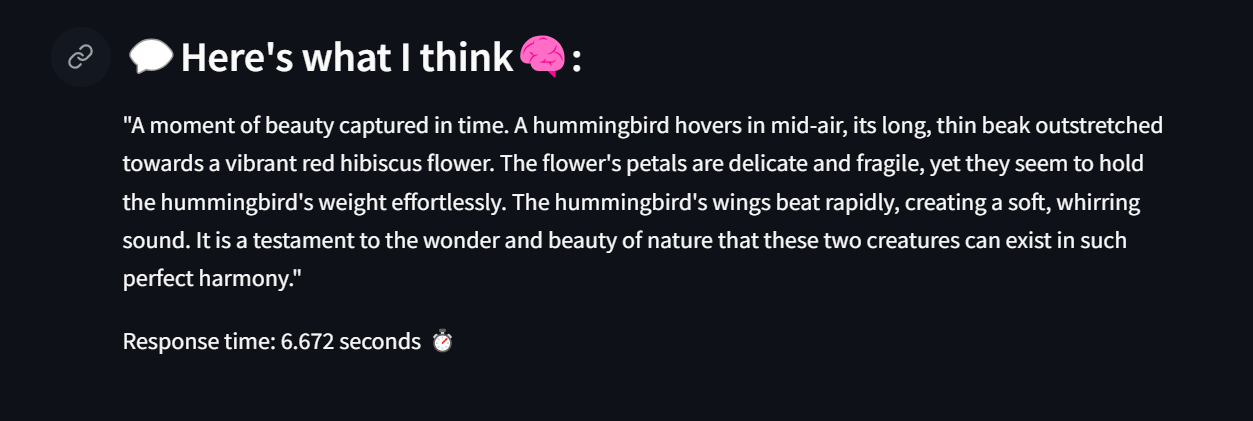 💬Here's what I think🧠:
"A moment of beauty captured in time. A hummingbird hovers in mid-air, its long, thin beak outstretched
towards a vibrant red hibiscus flower. The flower's petals are delicate and fragile, yet they seem to hold
the hummingbird's weight effortlessly. The hummingbird's wings beat rapidly, creating a soft, whirring
sound. It is a testament to the wonder and beauty of nature that these two creatures can exist in such
perfect harmony."
Response time: 6.672 seconds ⏱️